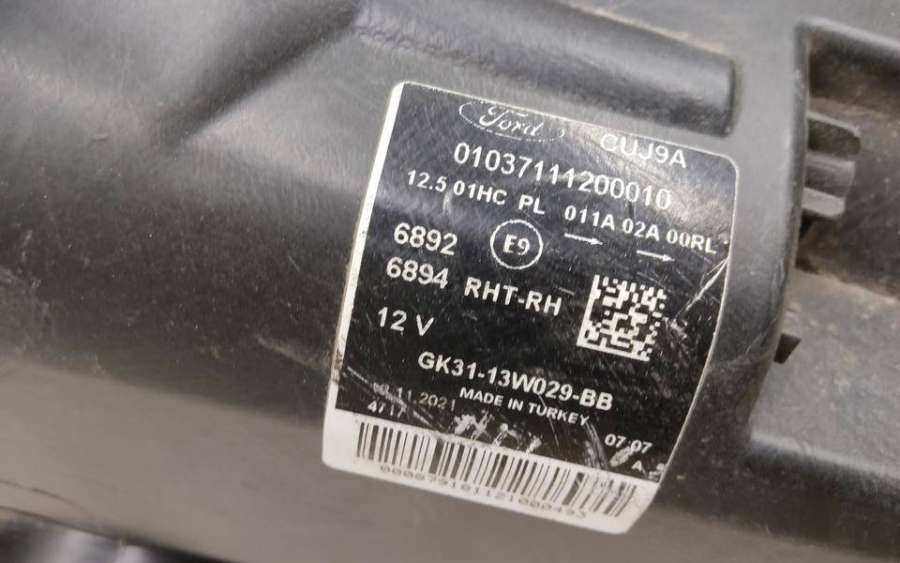 Ford CUJ9A
01037111200010
12.5 01HC PL 011A 02A 00RL
6892 E9
6894 RHT-RH
12 V
GK31-13W029-BB
.11.2021 MADE IN TURKEY
4717 07:07
A